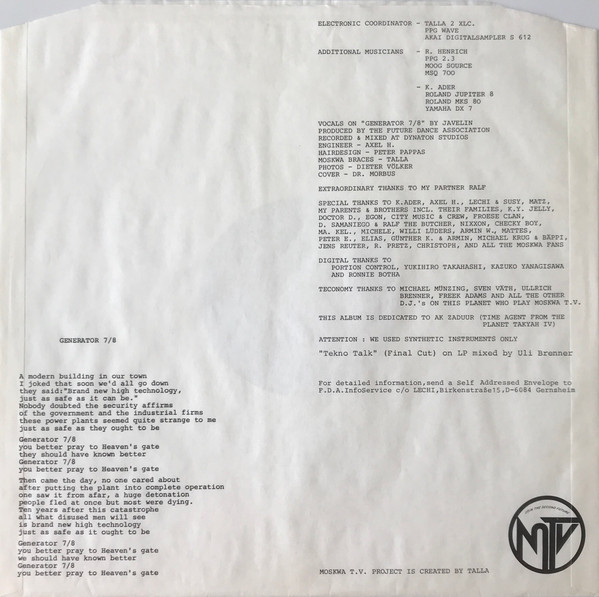 ELECTRONIC COORDINATOR - TALLA 2 XLC.
PPG WAVE
AKAI DIGITALSAMPLER S 612
ADDITIONAL MUSICIANS - R. HENRICH
PPG 2.3
MOOG SOURCE
MSQ 700
- K. ADER
ROLAND JUPITER 8
ROLAND MKS 80
YAMAHA DX 7
VOCALS ON "GENERATOR 7/8" BY JAVELIN
PRODUCED BY THE FUTURE DANCE ASSOCIATION
RECORDED & MIXED AT DYNATON STUDIOS
ENGINEER - AXEL H.
HAIRDESIGN - PETER PAPPAS
MOSKWA BRACES - TALLA
PHOTOS - DIETER VÖLKER
COVER - DR. MORBUS
EXTRAORDINARY THANKS TO MY PARTNER RALF
SPECIAL THANKS TO K.ADER, AXEL H., LECHI & SUSY, MATZ,
MY PARENTS & BROTHERS INCL. THEIR FAMILIES, K.Y. JELLY,
DOCTOR D., EGON, CITY MUSIC & CREW, FROESE CLAN,
D. SAMANIEGO & RALF THE BUTCHER, NIXXON, CHECKY BOY,
MA. KEL., MICHELE, WILLI LÜDERS, ARMIN W., MATTES,
PETER E., ELIAS, GÜNTHER K. & ARMIN, MICHAEL KRUG & BÄPPI,
JENS REUTER, R. PRETZ, CHRISTOPH, AND ALL THE MOSKWA FANS
DIGITAL THANKS TO
PORTION CONTROL, YUKIHIRO TAKAHASHI, KAZUKO YANAGISAWA
AND RONNIE BOTHA
TECONOMY THANKS TO MICHAEL MÜNZING, SVEN VÄTH, ULLRICH
BRENNER, FREEK ADAMS AND ALL THE OTHER
D.J.'s ON THIS PLANET WHO PLAY MOSKWA T.V.
THIS ALBUM IS DEDICATED TO AK ZADUUR (TIME AGENT FROM THE
PLANET TAKYAH IV)
ATTENTION : WE USED SYNTHETIC INSTRUMENTS ONLY
"Tekno Talk" (Final Cut) on LP mixed by Uli Brenner
For detailed information,send a Self Addressed Envelope to
F.D.A.InfoService c/o LECHI,Birkenstraße15,D-6084 Gernsheim
GENERATOR 7/8
A modern building in our town
I joked that soon we'd all go down
they said:"Brand new high technology,
just as safe as it can be."
Nobody doubted the security affirms
of the government and the industrial firms
these power plants seemed quite strange to me
just as safe as they ought to be
Generator 7/8
you better pray to Heaven's gate
they should have known better
Generator 7/8
you better pray to Heaven's gate
Then came the day, no one cared about
after putting the plant into complete operation
one saw it from afar, a huge detonation
people fled at once but most were dying.
Ten years after this catastrophe
all what disused men will see
is brand new high technology
just as safe as it ought to be
Generator 7/8
you better pray to Heaven's gate
we should have known better
Generator 7/8
you better pray to Heaven's gate
MTV
MOSKWA T.V. PROJECT IS CREATED BY TALLA